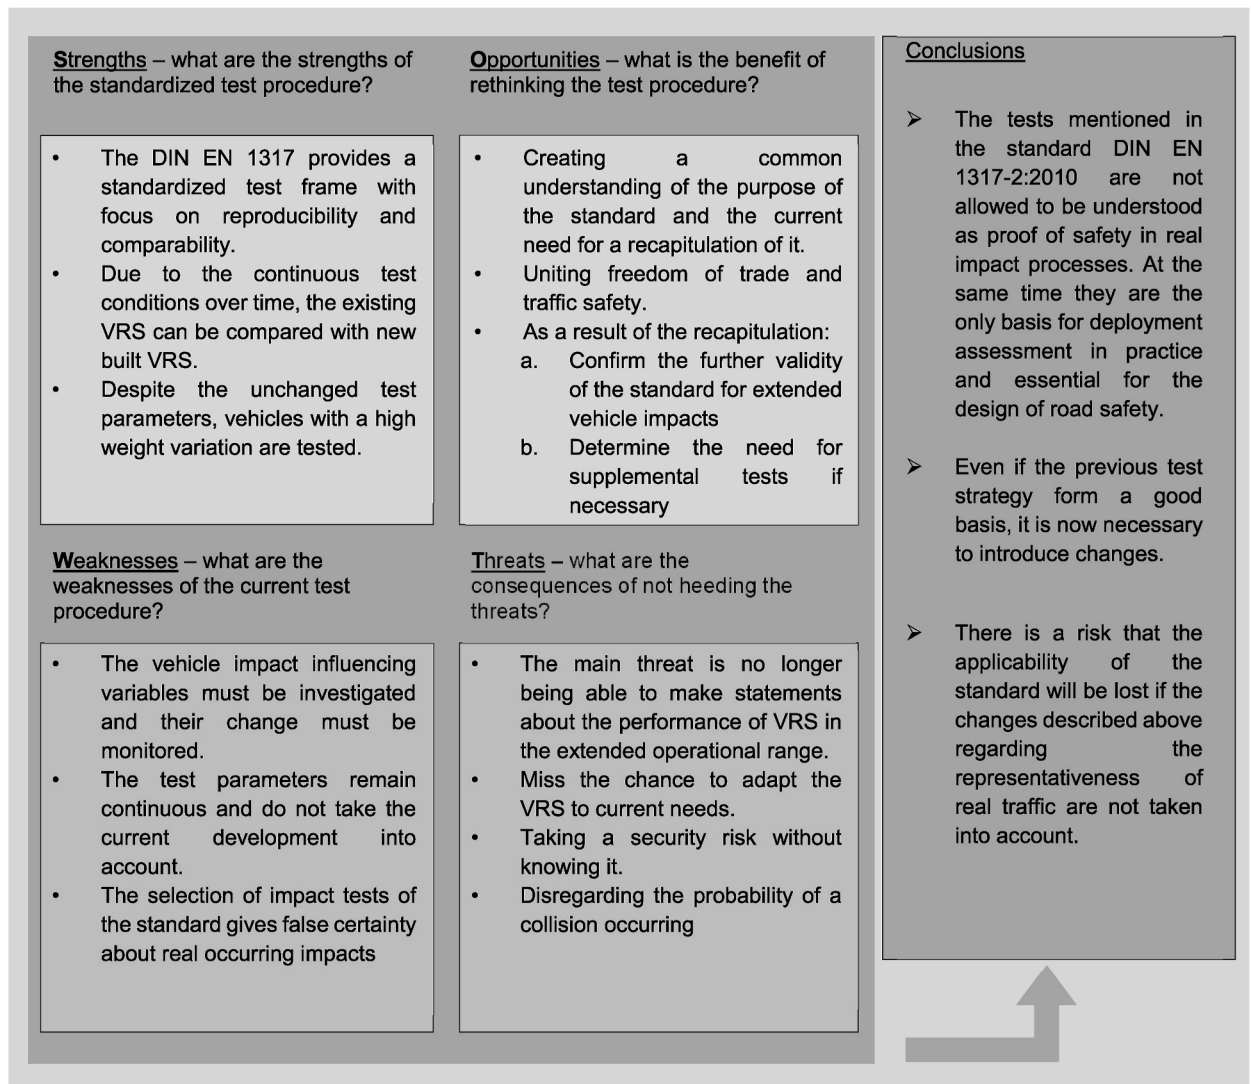 Strengths – what are the strengths of
the standardized test procedure?
• The DIN EN 1317 provides a
standardized test frame with
focus on reproducibility and
comparability.
• Due to the continuous test
conditions over time, the existing
VRS can be compared with new
built VRS.
• Despite the unchanged test
parameters, vehicles with a high
weight variation are tested.
Opportunities – what is the benefit of
rethinking the test procedure?
• Creating a common
understanding of the purpose of
the standard and the current
need for a recapitulation of it.
• Uniting freedom of trade and
traffic safety.
• As a result of the recapitulation:
a. Confirm the further validity
of the standard for extended
vehicle impacts
b. Determine the need for
supplemental tests if
necessary
Weaknesses – what are the
weaknesses of the current test
procedure?
• The vehicle impact influencing
variables must be investigated
and their change must be
monitored.
• The test parameters remain
continuous and do not take the
current development into
account.
• The selection of impact tests of
the standard gives false certainty
about real occurring impacts
Threats – what are the
consequences of not heeding the
threats?
• The main threat is no longer
being able to make statements
about the performance of VRS in
the extended operational range.
• Miss the chance to adapt the
VRS to current needs.
• Taking a security risk without
knowing it.
• Disregarding the probability of a
collision occurring
Conclusions
➢ The tests mentioned in
the standard DIN EN
1317-2:2010 are not
allowed to be understood
as proof of safety in real
impact processes. At the
same time they are the
only basis for deployment
assessment in practice
and essential for the
design of road safety.
➢ Even if the previous test
strategy form a good
basis, it is now necessary
to introduce changes.
➢ There is a risk that the
applicability of the
standard will be lost if the
changes described above
regarding the
representativeness of
real traffic are not taken
into account.